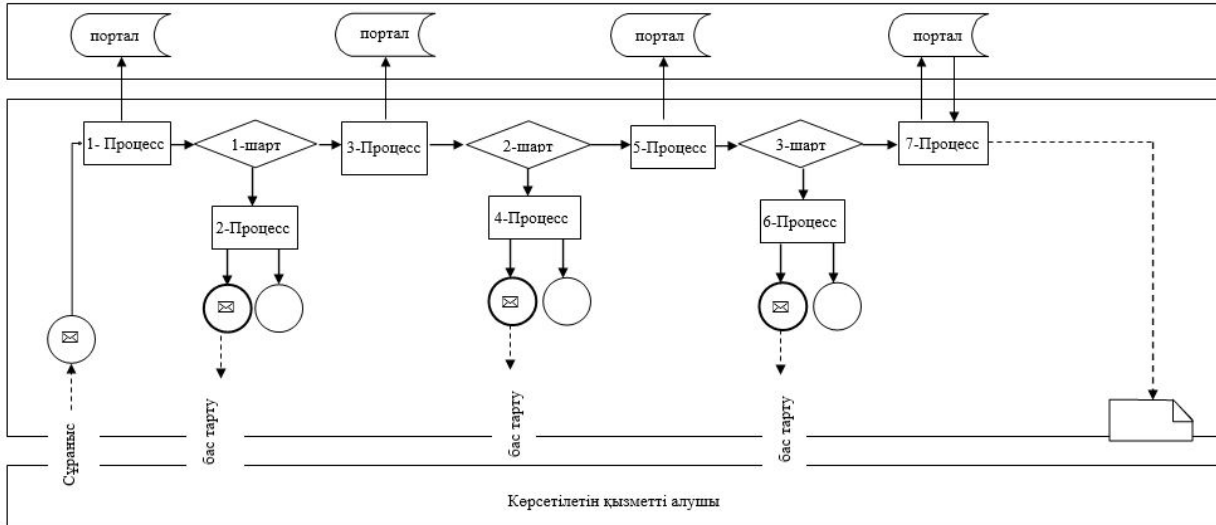 портал
портал
портал
портал
1- Процесс
1-шарт
3-Процесс
2-шарт
5-Процесс
3-шарт
7-Процесс
2-Процесс
4-Процесс
6-Процесс
Сұраныс
бас тарту
бас тарту
бас тарту
Көрсетілетін қызметті алушы